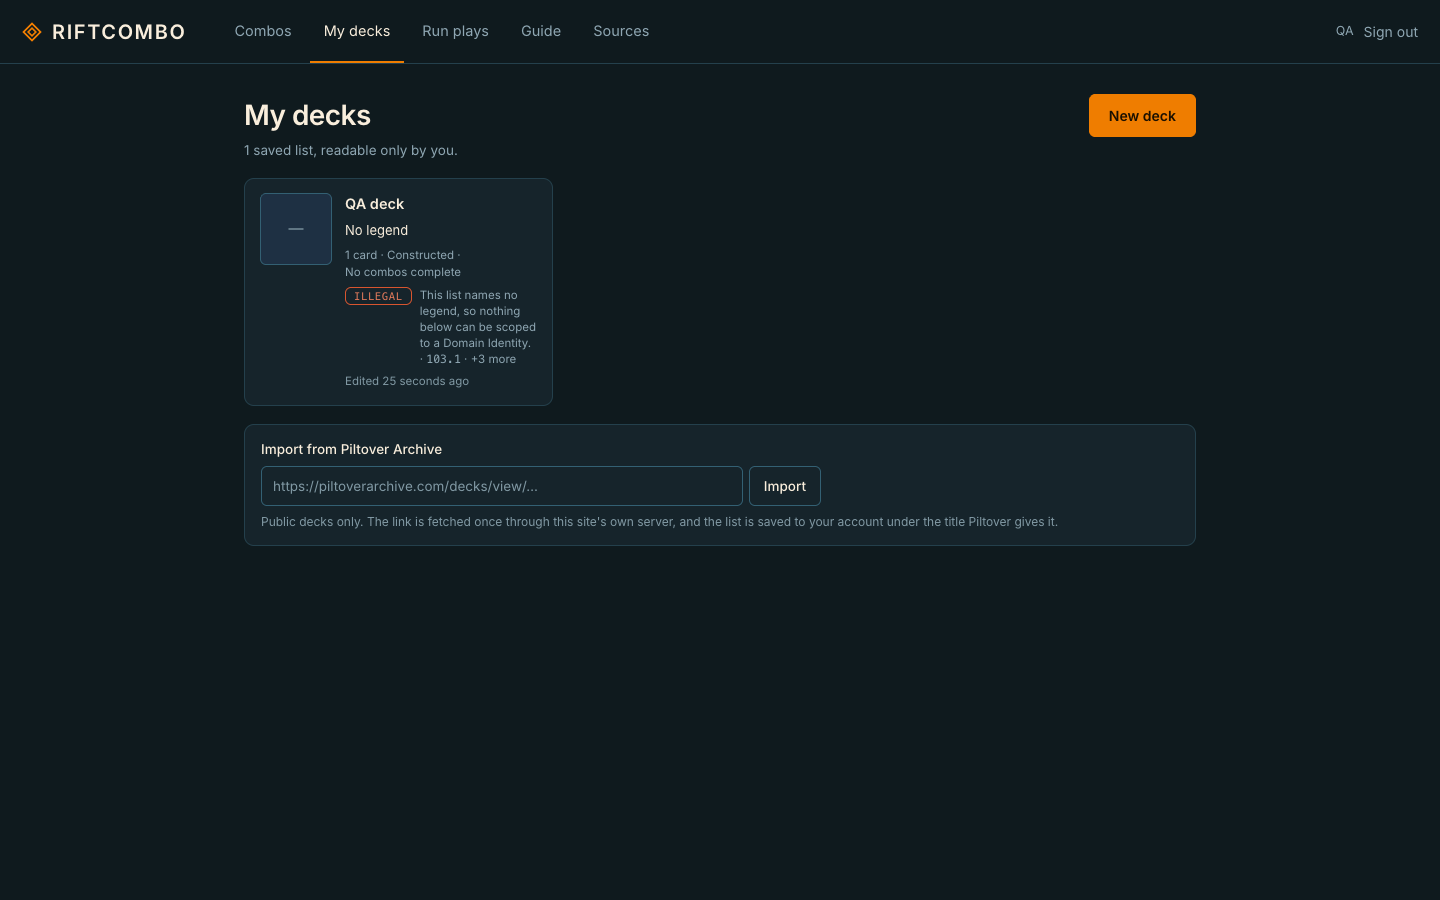 RIFTCOMBO
Combos
My decks
Run plays
Guide
Sources
QA
Sign out
My decks
New deck
1 saved list, readable only by you.
—
QA deck
No legend
1 card · Constructed ·
No combos complete
ILLEGAL
This list names no
legend, so nothing
below can be scoped
to a Domain Identity.
· 103.1 · +3 more
Edited 25 seconds ago
Import from Piltover Archive
https://piltoverarchive.com/decks/view/...
Import
Public decks only. The link is fetched once through this site's own server, and the list is saved to your account under the title Piltover gives it.